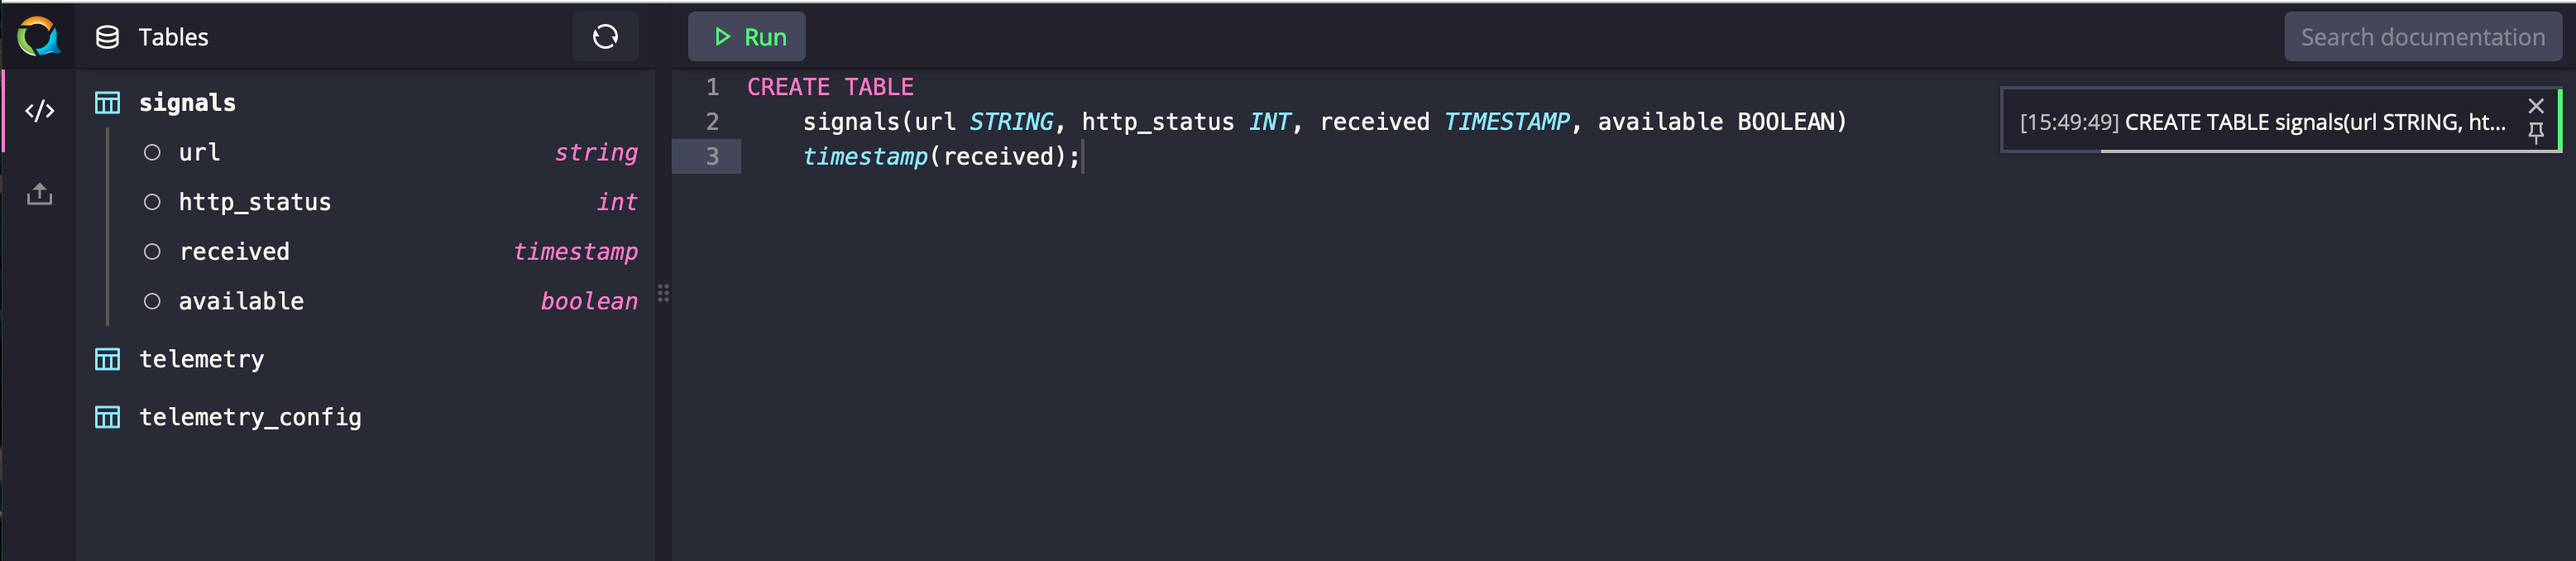 Tables
Run
Search documentation
signals
url string
http_status int
received timestamp
available boolean
telemetry
telemetry_config
1 CREATE TABLE
2 signals(url STRING, http_status INT, received TIMESTAMP, available BOOLEAN)
3 timestamp(received);
[15:49:49] CREATE TABLE signals(url STRING, ht...